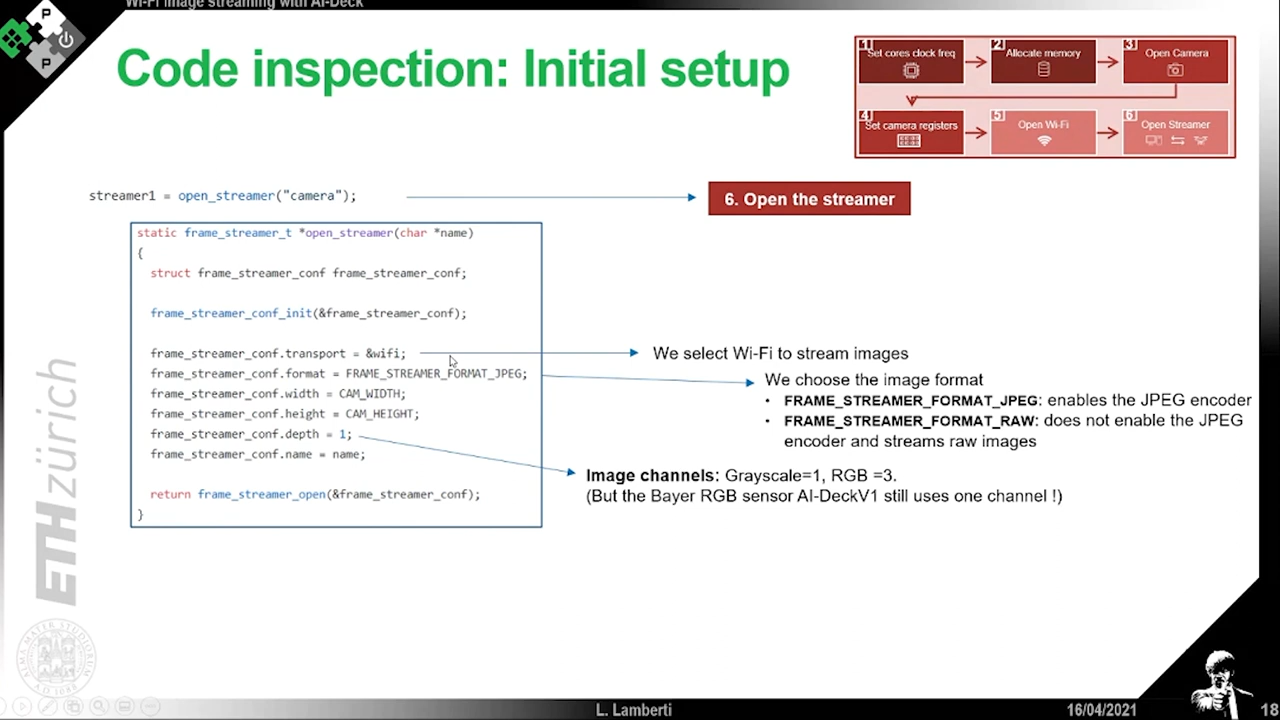 Wi-Fi image streaming with AI-Deck
P
P
Code inspection: Initial setup
1 Set cores clock freq
2 Allocate memory
3 Open Camera
4 Set camera registers
5 Open Wi-Fi
6 Open Streamer
streamer1 = open_streamer("camera");
6. Open the streamer
static frame_streamer_t *open_streamer(char *name)
{
struct frame_streamer_conf frame_streamer_conf;
frame_streamer_conf_init(&frame_streamer_conf);
frame_streamer_conf.transport = &wifi;
frame_streamer_conf.format = FRAME_STREAMER_FORMAT_JPEG;
frame_streamer_conf.width = CAM_WIDTH;
frame_streamer_conf.height = CAM_HEIGHT;
frame_streamer_conf.depth = 1;
frame_streamer_conf.name = name;
return frame_streamer_open(&frame_streamer_conf);
}
We select Wi-Fi to stream images
We choose the image format
• FRAME_STREAMER_FORMAT_JPEG: enables the JPEG encoder
• FRAME_STREAMER_FORMAT_RAW: does not enable the JPEG
encoder and streams raw images
Image channels: Grayscale=1, RGB =3.
(But the Bayer RGB sensor AI-DeckV1 still uses one channel !)
ETH zürich
L. Lamberti
16/04/2021
18